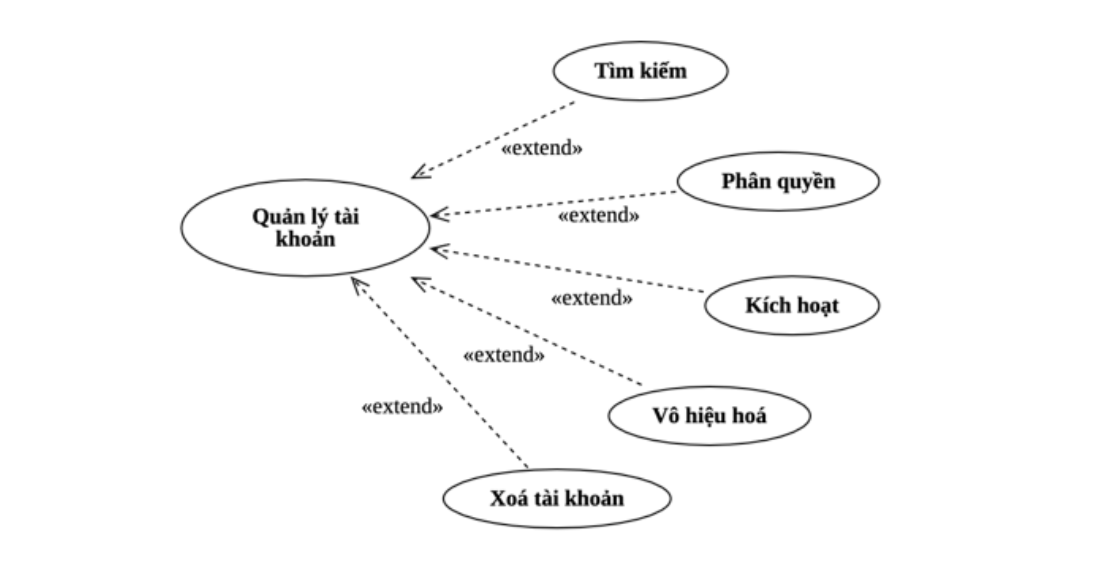 Tìm kiếm
«extend»
Phân quyền
«extend»
Quản lý tài
khoản
«extend»
Kích hoạt
«extend»
«extend»
Vô hiệu hoá
Xoá tài khoản